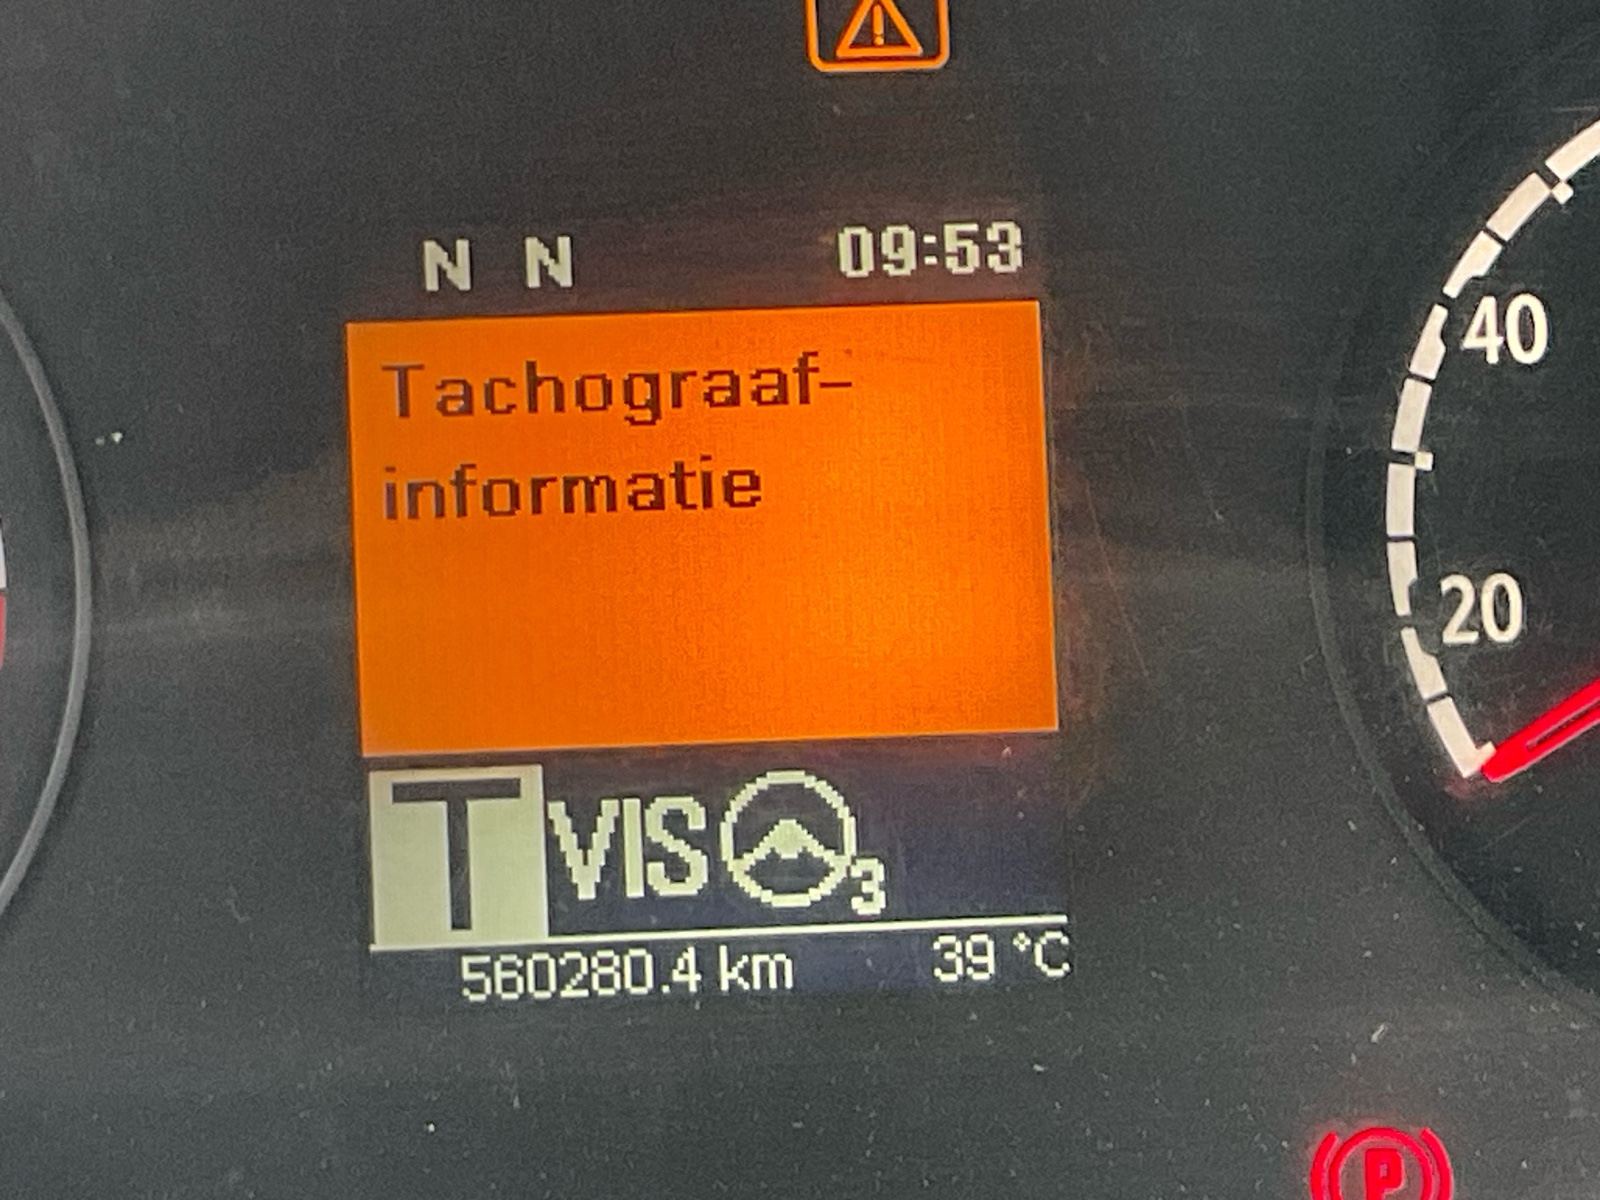 N N 09:53
Tachograaf-
informatie
40
20
T VIS 3
560280.4 km 39 °C
P